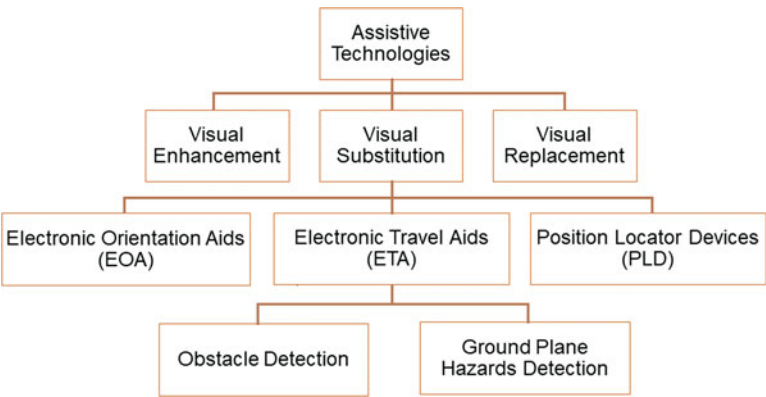 Assistive
Technologies
Visual
Enhancement
Visual
Substitution
Visual
Replacement
Electronic Orientation Aids
(EOA)
Electronic Travel Aids
(ETA)
Position Locator Devices
(PLD)
Obstacle Detection
Ground Plane
Hazards Detection